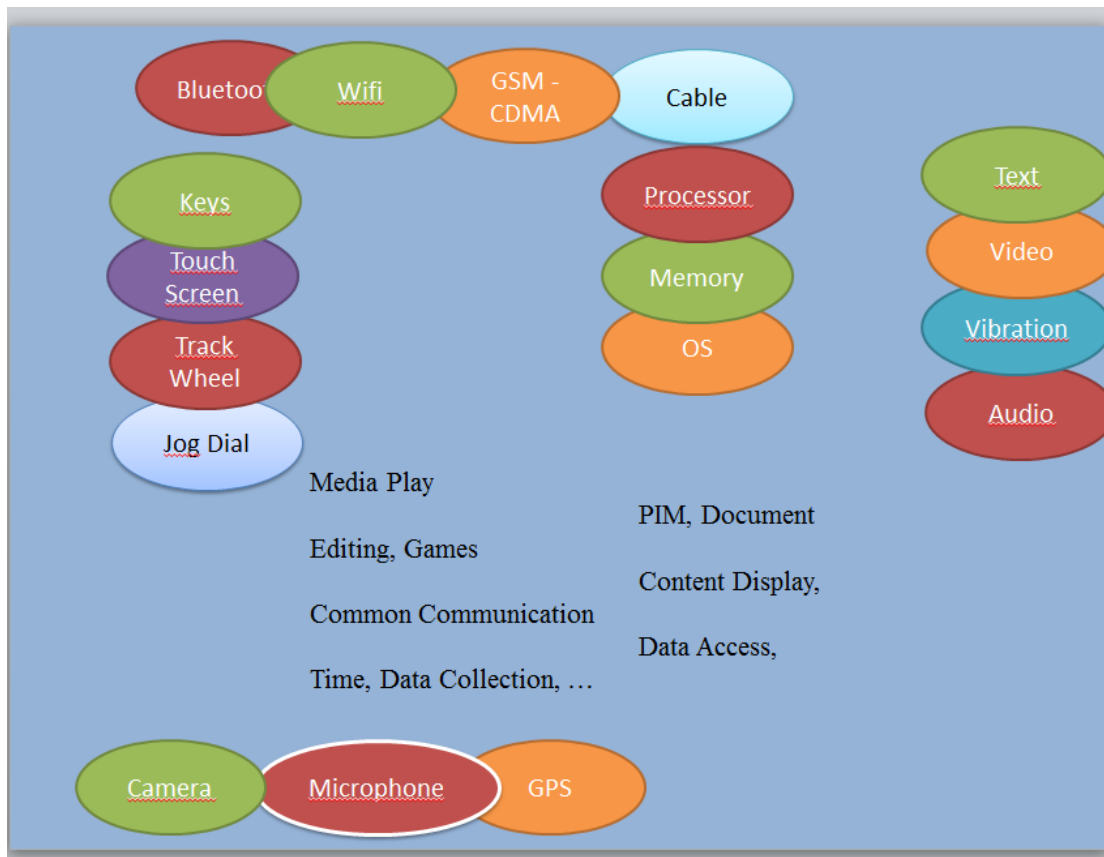 Bluetoo
Wifi
GSM -
CDMA
Cable
Keys
Touch
Screen
Track
Wheel
Jog Dial
Processor
Memory
OS
Text
Video
Vibration
Audio
Media Play
Editing, Games
Common Communication
Time, Data Collection, …
PIM, Document
Content Display,
Data Access,
Camera
Microphone
GPS